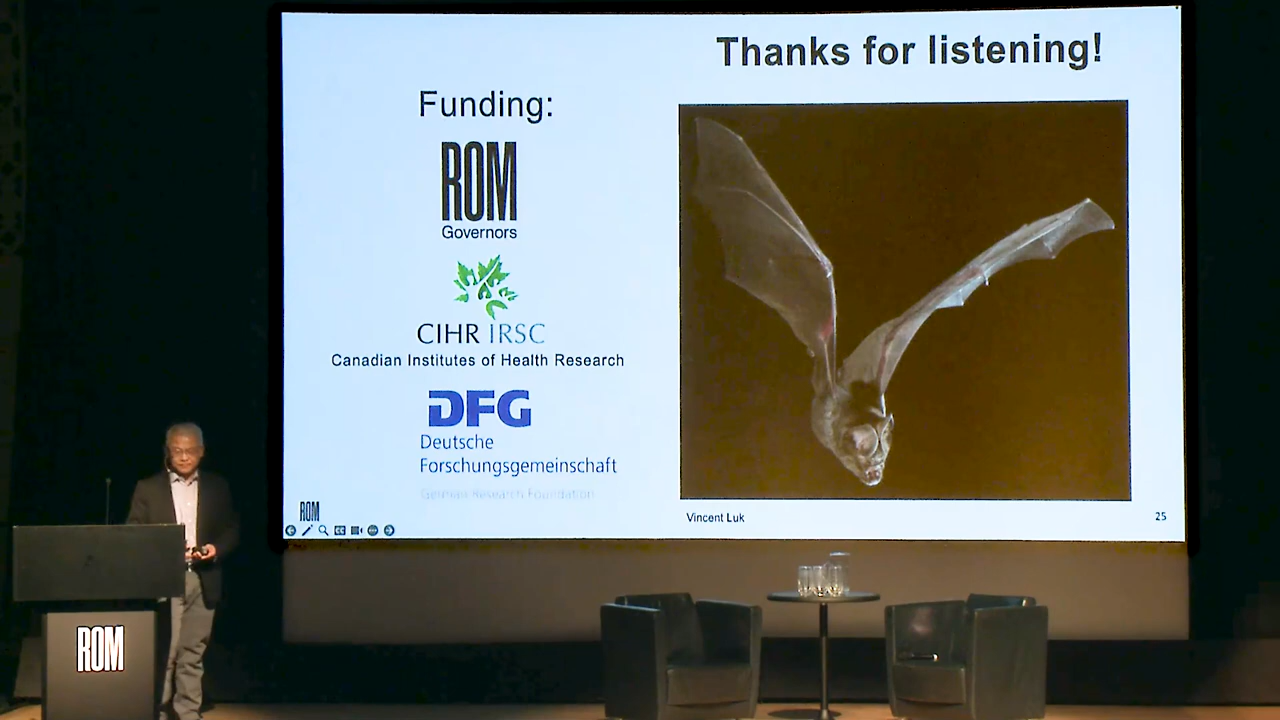 Thanks for listening!
Funding:
ROM
Governors
CIHR IRSC
Canadian Institutes of Health Research
DFG
Deutsche
Forschungsgemeinschaft
German Research Foundation
ROM
Vincent Luk
25
ROM